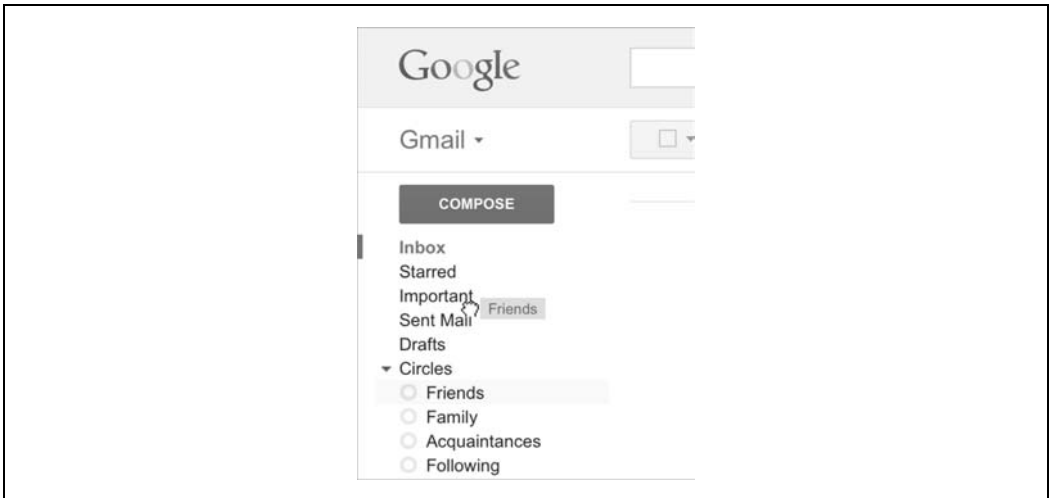 Google
Gmail
COMPOSE
Inbox
Starred
Important
Friends
Sent Mail
Drafts
Circles
Friends
Family
Acquaintances
Following